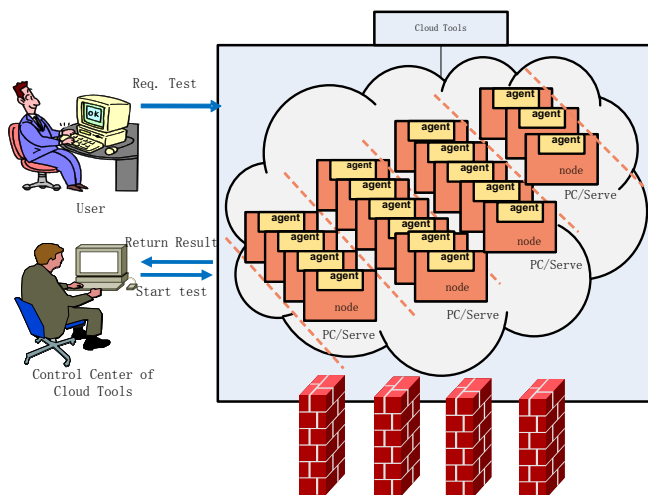 Cloud Tools
Req. Test
User
Return Result
Start test
Control Center of
Cloud Tools
agent
agent
agent
node
PC/Serve
agent
agent
agent
agent
agent
node
PC/Serve
agent
agent
agent
agent
agent
agent
node
PC/Serve
agent
agent
agent
agent
node
PC/Serve
OK